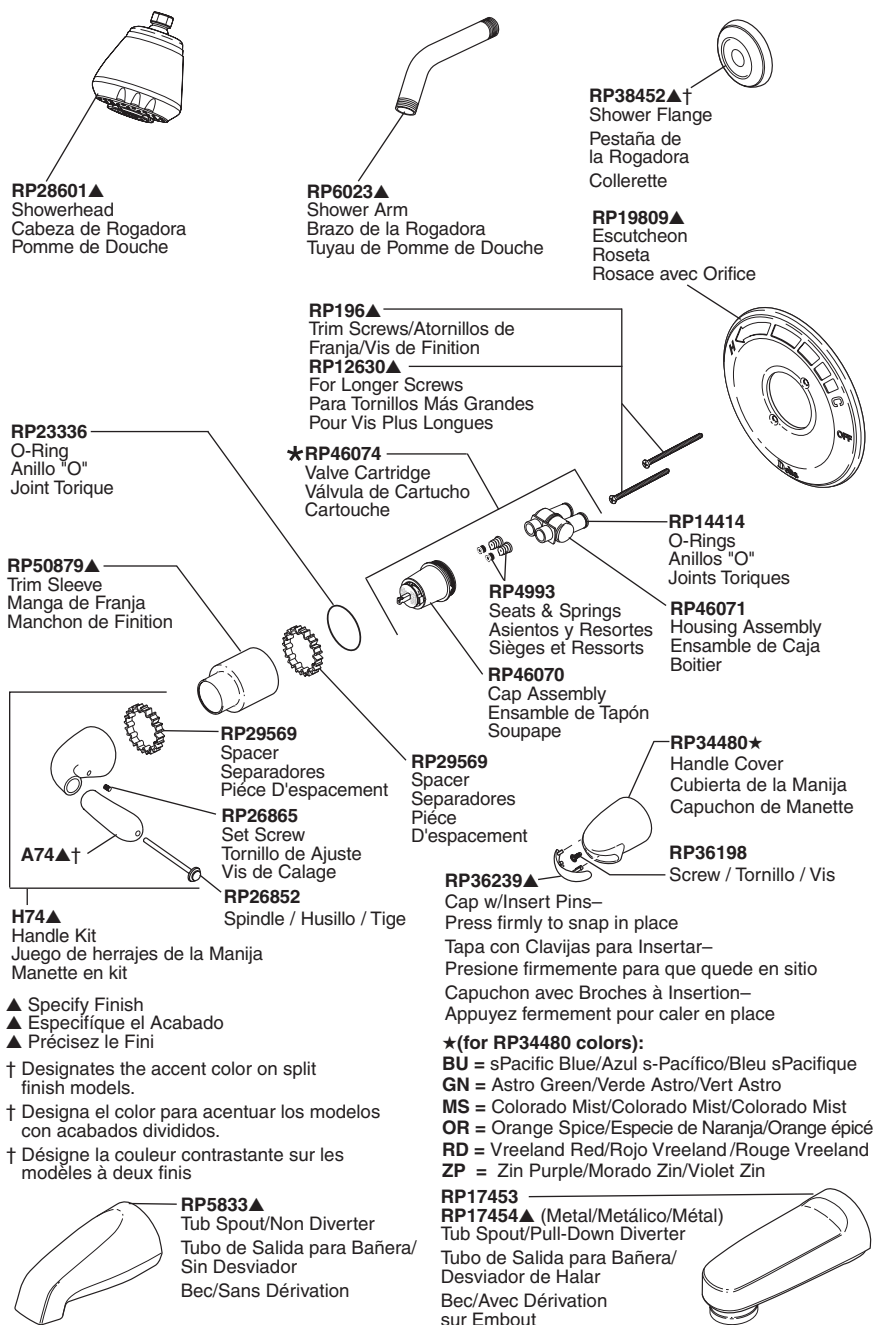 RP28601▲
Showerhead
Cabeza de Rogadora
Pomme de Douche
RP6023▲
Shower Arm
Brazo de la Rogadora
Tuyau de Pomme de Douche
RP38452▲†
Shower Flange
Pestaña de
la Rogadora
Collerette
RP19809▲
Escutcheon
Roseta
Rosace avec Orifice
H
C
OFF
Delta
RP196▲
Trim Screws/Atornillos de
Franja/Vis de Finition
RP12630▲
For Longer Screws
Para Tornillos Más Grandes
Pour Vis Plus Longues
RP23336
O-Ring
Anillo "O"
Joint Torique
★RP46074
Valve Cartridge
Válvula de Cartucho
Cartouche
RP14414
O-Rings
Anillos "O"
Joints Toriques
RP50879▲
Trim Sleeve
Manga de Franja
Manchon de Finition
RP4993
Seats & Springs
Asientos y Resortes
Sièges et Ressorts
RP46071
Housing Assembly
Ensamble de Caja
Boitier
RP46070
Cap Assembly
Ensamble de Tapón
Soupape
RP29569
Spacer
Separadores
Piéce D'espacement
RP29569
Spacer
Separadores
Piéce
D'espacement
RP26865
Set Screw
Tornillo de Ajuste
Vis de Calage
A74▲†
RP26852
Spindle / Husillo / Tige
H74▲
Handle Kit
Juego de herrajes de la Manija
Manette en kit
RP34480★
Handle Cover
Cubierta de la Manija
Capuchon de Manette
RP36198
Screw / Tornillo / Vis
RP36239▲
Cap w/Insert Pins–
Press firmly to snap in place
Tapa con Clavijas para Insertar–
Presione firmemente para que quede en sitio
Capuchon avec Broches à Insertion–
Appuyez fermement pour caler en place
▲ Specify Finish
▲ Especifíque el Acabado
▲ Précisez le Fini
† Designates the accent color on split
finish models.
† Designa el color para acentuar los modelos
con acabados divididos.
† Désigne la couleur contrastante sur les
modèles à deux finis
★(for RP34480 colors):
BU = sPacific Blue/Azul s-Pacífico/Bleu sPacifique
GN = Astro Green/Verde Astro/Vert Astro
MS = Colorado Mist/Colorado Mist/Colorado Mist
OR = Orange Spice/Especie de Naranja/Orange épicé
RD = Vreeland Red/Rojo Vreeland /Rouge Vreeland
ZP = Zin Purple/Morado Zin/Violet Zin
RP5833▲
Tub Spout/Non Diverter
Tubo de Salida para Bañera/
Sin Desviador
Bec/Sans Dérivation
RP17453
RP17454▲ (Metal/Metálico/Métal)
Tub Spout/Pull-Down Diverter
Tubo de Salida para Bañera/
Desviador de Halar
Bec/Avec Dérivation
sur Embout